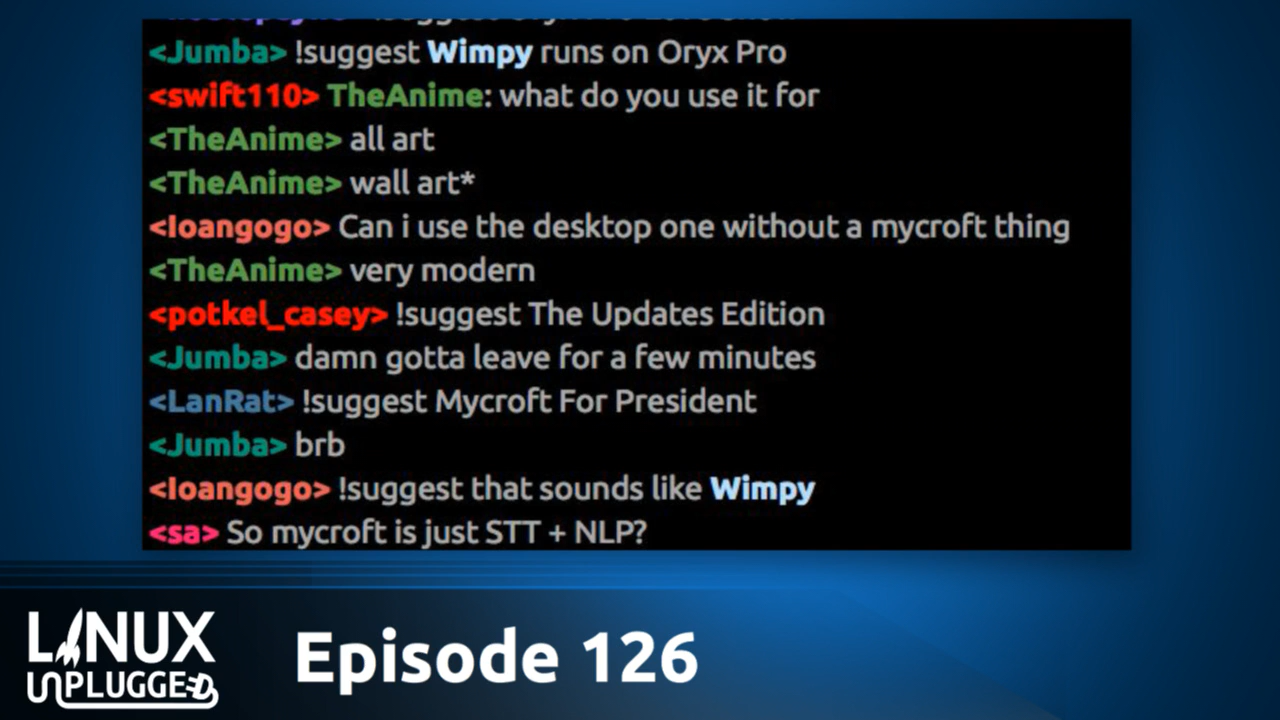 <Jumba> !suggest Wimpy runs on Oryx Pro
<swift110> TheAnime: what do you use it for
<TheAnime> all art
<TheAnime> wall art*
<loangogo> Can i use the desktop one without a mycroft thing
<TheAnime> very modern
<potkel_casey> !suggest The Updates Edition
<Jumba> damn gotta leave for a few minutes
<LanRat> !suggest Mycroft For President
<Jumba> brb
<loangogo> !suggest that sounds like Wimpy
<sa> So mycroft is just STT + NLP?
LINUX
UNPLUGGED
Episode 126